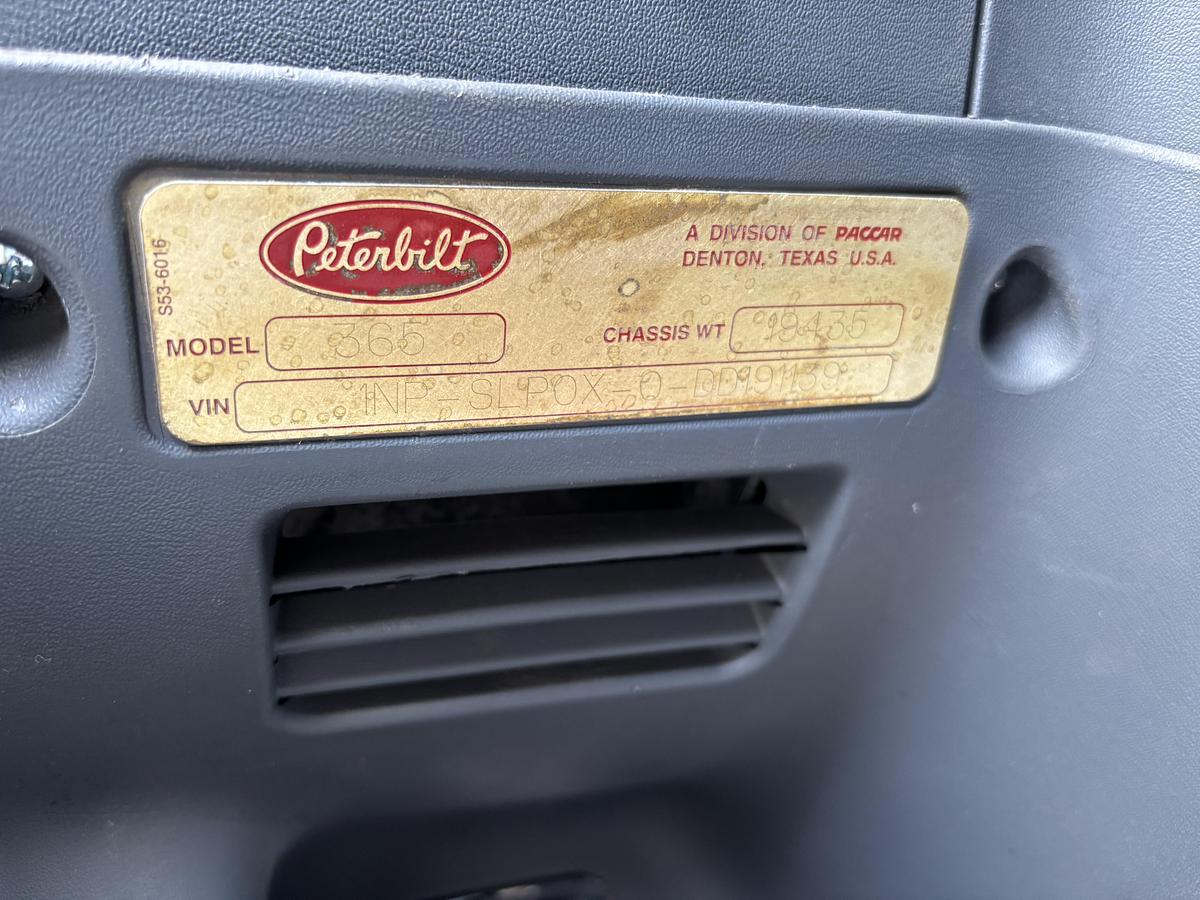 S53-6016
Peterbilt
A DIVISION OF PACCAR
DENTON, TEXAS U.S.A.
MODEL 365
CHASSIS WT 19435
VIN 1NP-SLP0X-0-DD191139